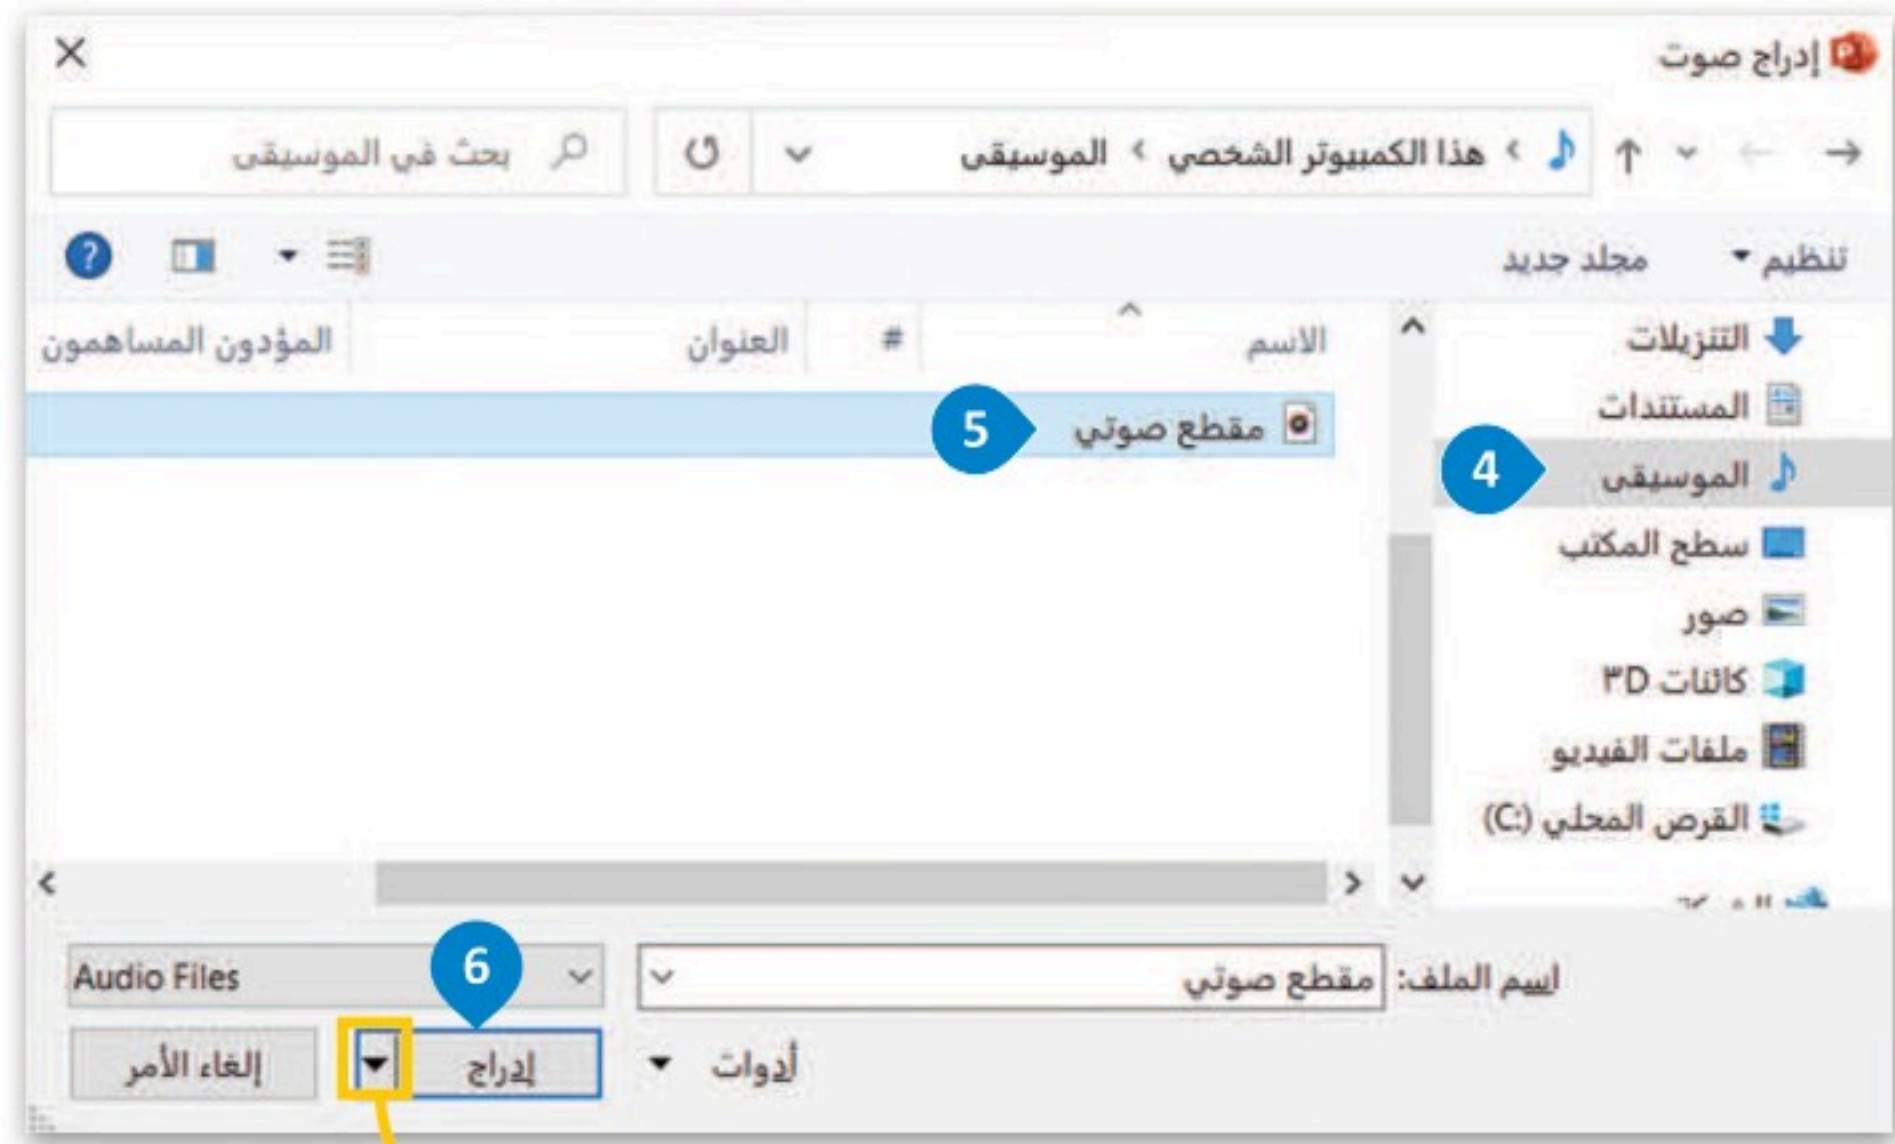 إدراج صوت
هذا الكمبيوتر الشخصي › الموسيقى
بحث في الموسيقى
تنظيم
مجلد جديد
?
التنزيلات
المستندات
الموسيقى
4
سطح المكتب
صور
كائنات ٣D
ملفات الفيديو
القرص المحلي (C:)
الاسم
#
العنوان
المؤدون المساهمون
مقطع صوتي
5
اسم الملف:
مقطع صوتي
Audio Files
6
أدوات
إدراج
إلغاء الأمر